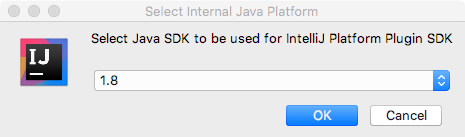 Select Internal Java Platform
IJ
Select Java SDK to be used for IntelliJ Platform Plugin SDK
1.8
OK
Cancel